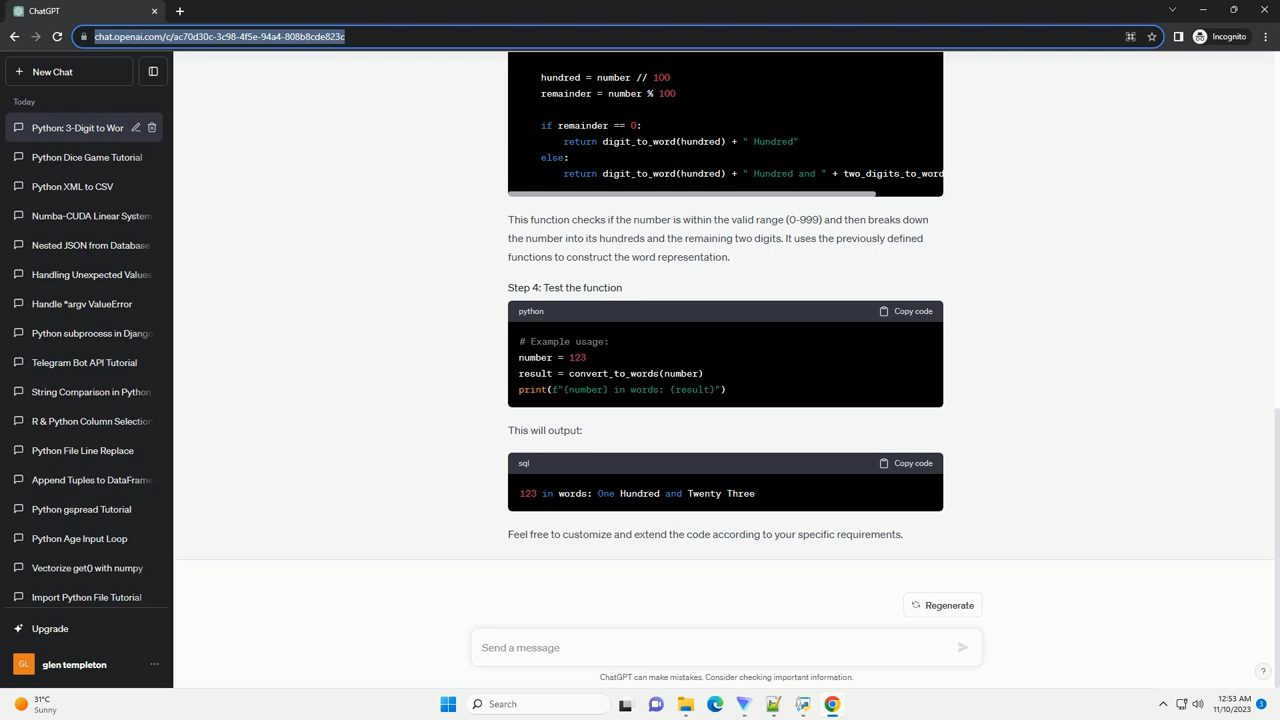 ChatGPT
chat.openai.com/c/ac70d30c-3c98-4f5e-94a4-808b8cde823c
Incognito
New Chat
Today
Python: 3-Digit to Wor
Python Dice Game Tutorial
Python XML to CSV
Numba-CUDA Linear System
Nested JSON from Database
Handling Unexpected Values
Handle *argv ValueError
Python subprocess in Django
Telegram Bot API Tutorial
String Comparison in Python
R & Python Column Selection
Python File Line Replace
Append Tuples to DataFrame
Python gspread Tutorial
Python Age Input Loop
Vectorize get() with numpy
Import Python File Tutorial
Upgrade
GL
glen templeton
hundred = number // 100
remainder = number % 100
if remainder == 0:
return digit_to_word(hundred) + " Hundred"
else:
return digit_to_word(hundred) + " Hundred and " + two_digits_to_word
This function checks if the number is within the valid range (0-999) and then breaks down
the number into its hundreds and the remaining two digits. It uses the previously defined
functions to construct the word representation.
Step 4: Test the function
python
Copy code
# Example usage:
number = 123
result = convert_to_words(number)
print(f"{number} in words: {result}")
This will output:
sql
Copy code
123 in words: One Hundred and Twenty Three
Feel free to customize and extend the code according to your specific requirements.
Regenerate
Send a message
ChatGPT can make mistakes. Consider checking important information.
?
31°C
Sunny
Search
12:53 AM
11/10/2023
3